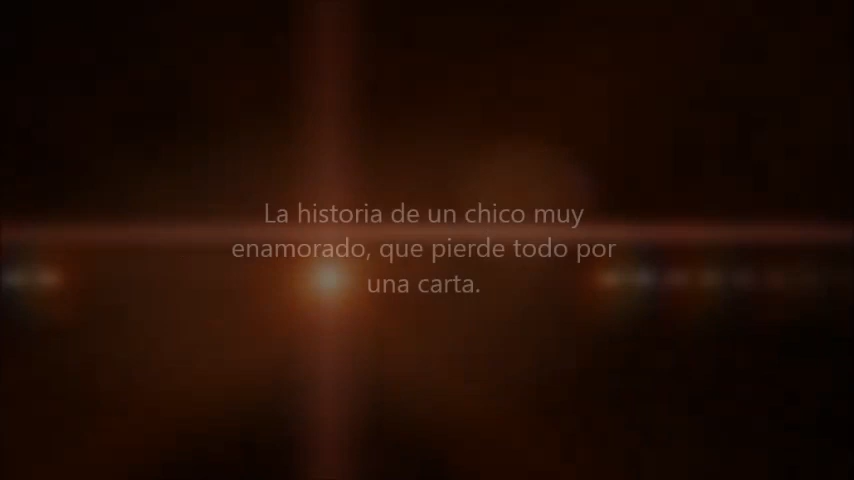 La historia de un chico muy
enamorado, que pierde todo por
una carta.